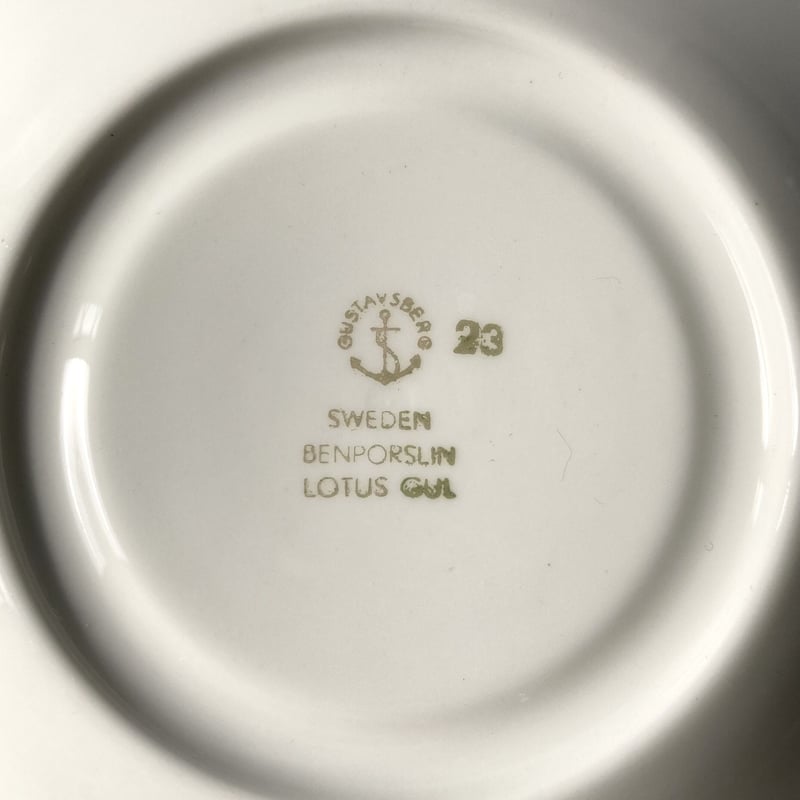 GUSTAVSBERG
23
SWEDEN
BENPORSLIN
LOTUS GUL